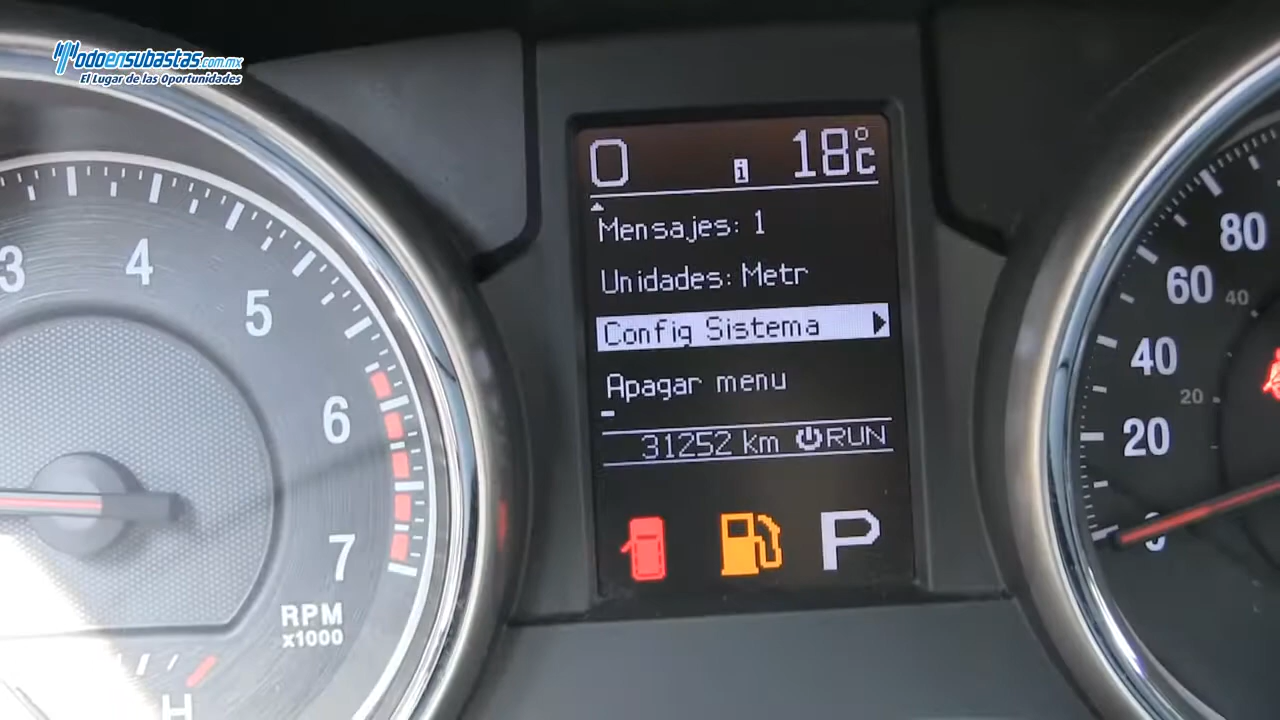 odoensubastas.com.mx
El Lugar de las Oportunidades
0 i 18°C
Mensajes: 1
Unidades: Metr
Config Sistema
Apagar menu
31252 km RUN
P
3
4
5
6
7
RPM
x1000
H
80
60
40
40
20
20
0